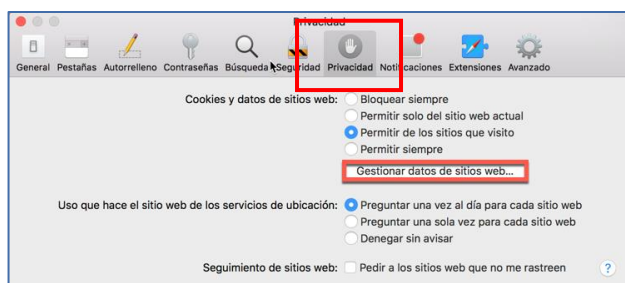 Privacidad
General Pestañas Autorrelleno Contraseñas Búsqueda Seguridad Privacidad Notificaciones Extensiones Avanzado
Cookies y datos de sitios web: Bloquear siempre
Permitir solo del sitio web actual
Permitir de los sitios que visito
Permitir siempre
Gestionar datos de sitios web...
Uso que hace el sitio web de los servicios de ubicación: Preguntar una vez al día para cada sitio web
Preguntar una sola vez para cada sitio web
Denegar sin avisar
Seguimiento de sitios web: Pedir a los sitios web que no me rastreen ?